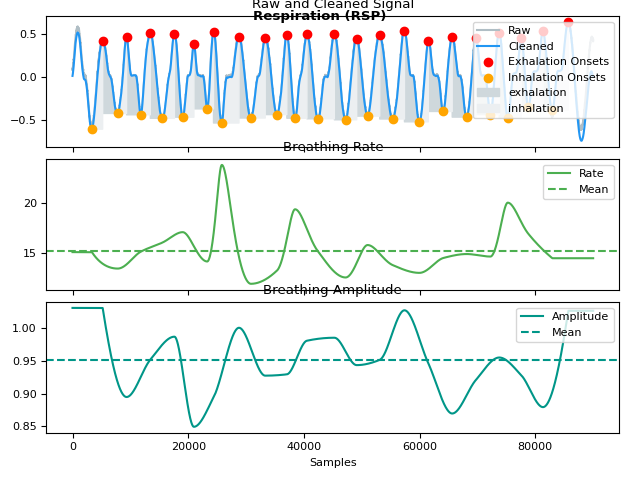 Raw and Cleaned Signal
Respiration (RSP)
0.5
0.0
−0.5
Raw
Cleaned
Exhalation Onsets
Inhalation Onsets
exhalation
inhalation
Breathing Rate
20
15
Rate
Mean
Breathing Amplitude
1.00
0.95
0.90
0.85
Amplitude
Mean
0 20000 40000 60000 80000
Samples